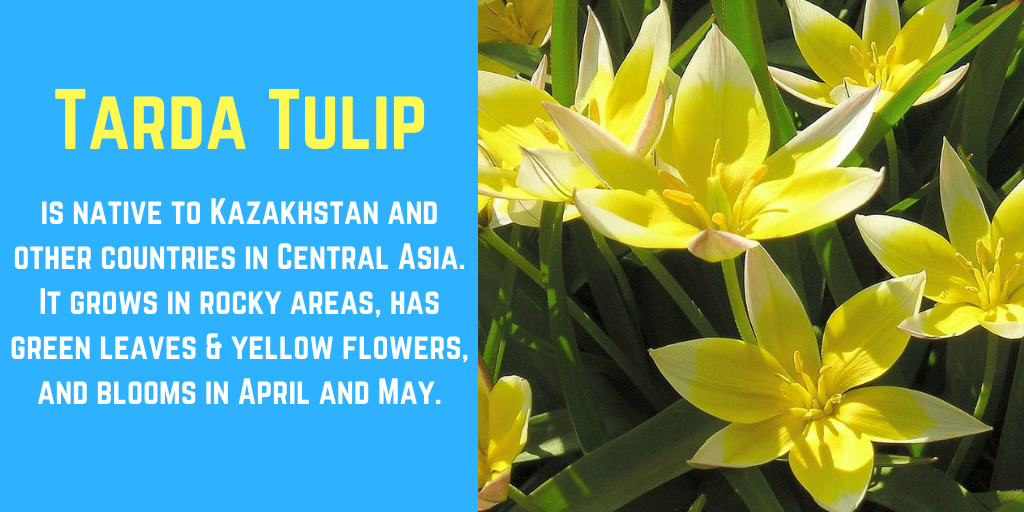 Tarda Tulip
is native to Kazakhstan and
other countries in Central Asia.
It grows in rocky areas, has
green leaves & yellow flowers,
and blooms in April and May.